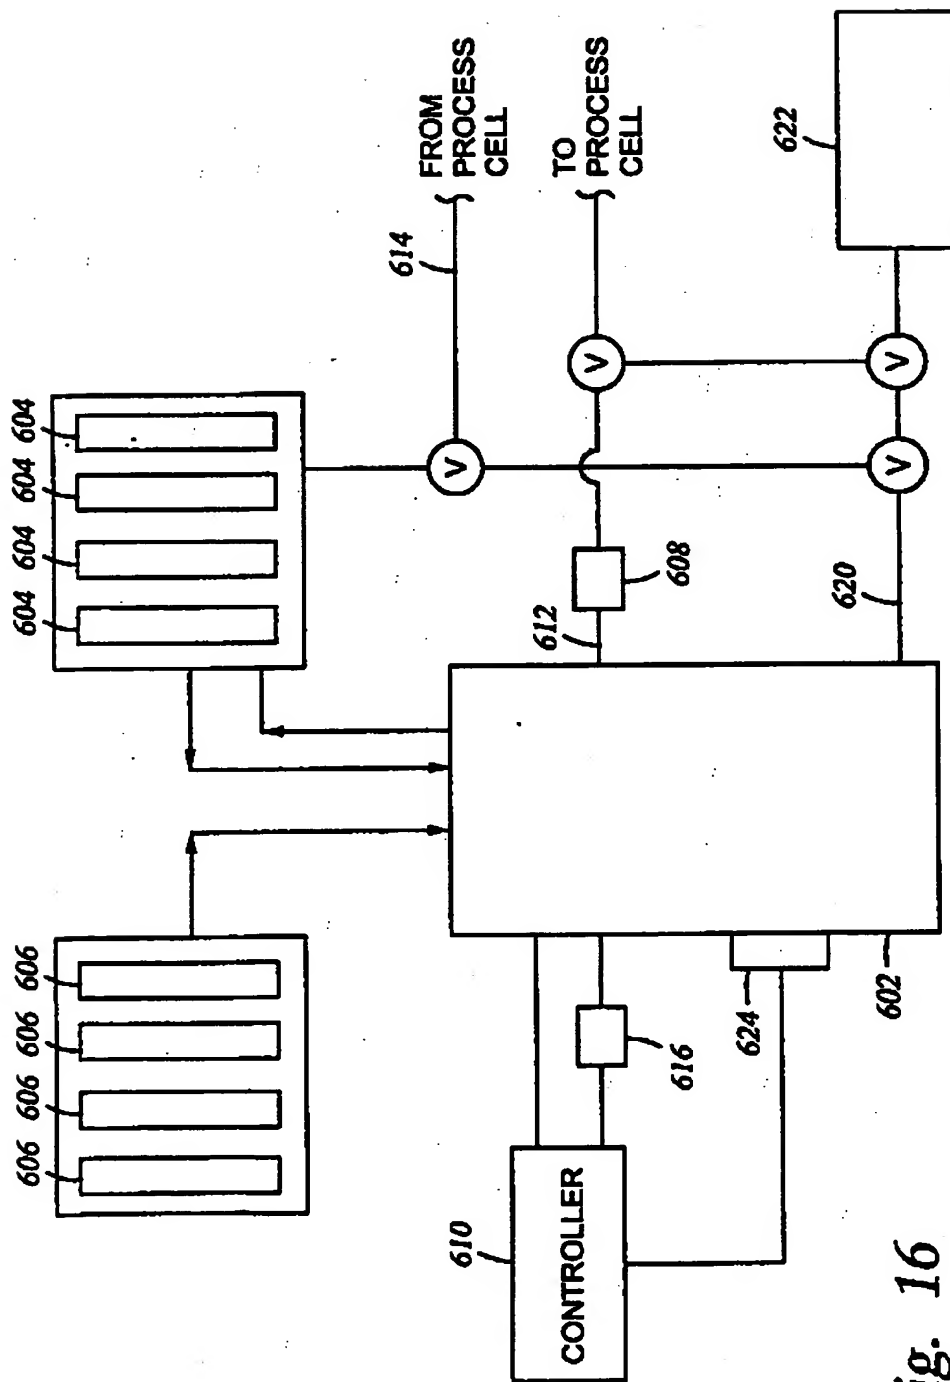 606 606 606 606
604 604 604 604
614
FROM
PROCESS
CELL
V
610
CONTROLLER
612
TO
PROCESS
CELL
V
616
608
624
622
620
602
V
V
ig. 16